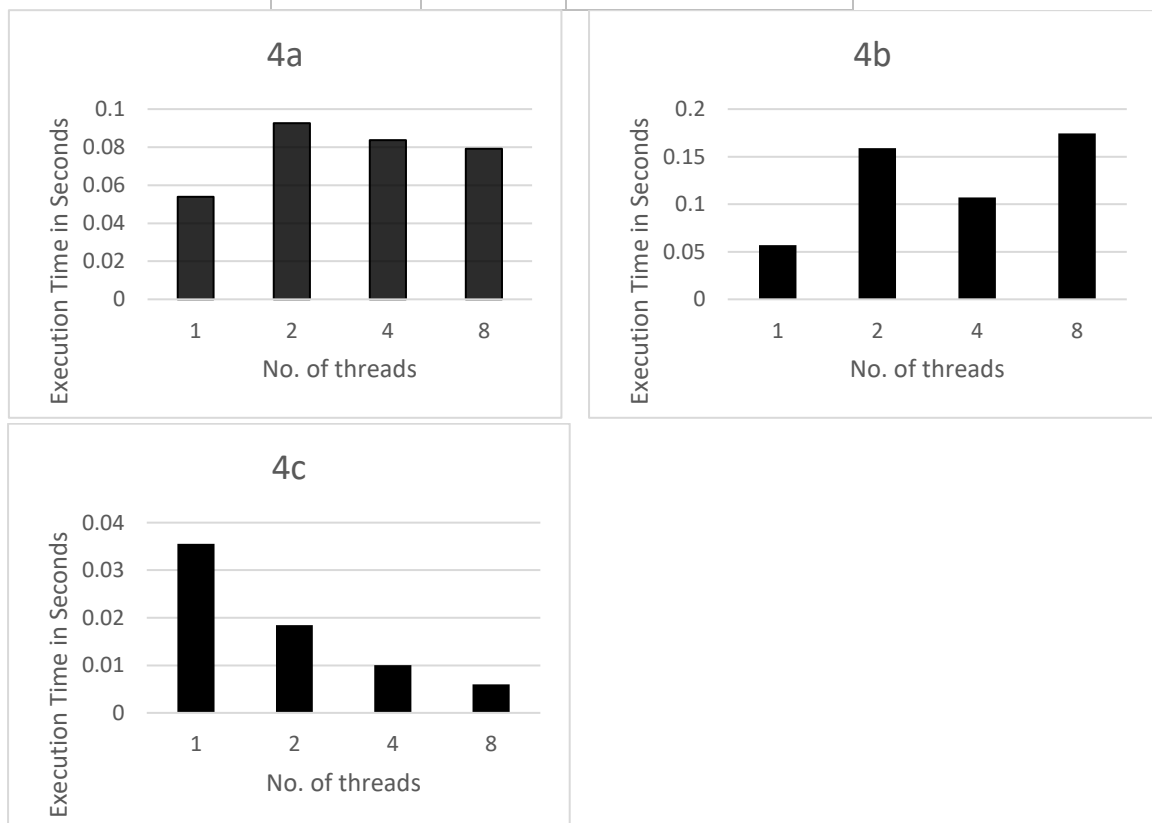 4a
Execution Time in Seconds
0.1
0.08
0.06
0.04
0.02
0
1 2 4 8
No. of threads
4b
Execution Time in Seconds
0.2
0.15
0.1
0.05
0
1 2 4 8
No. of threads
4c
Execution Time in Seconds
0.04
0.03
0.02
0.01
0
1 2 4 8
No. of threads